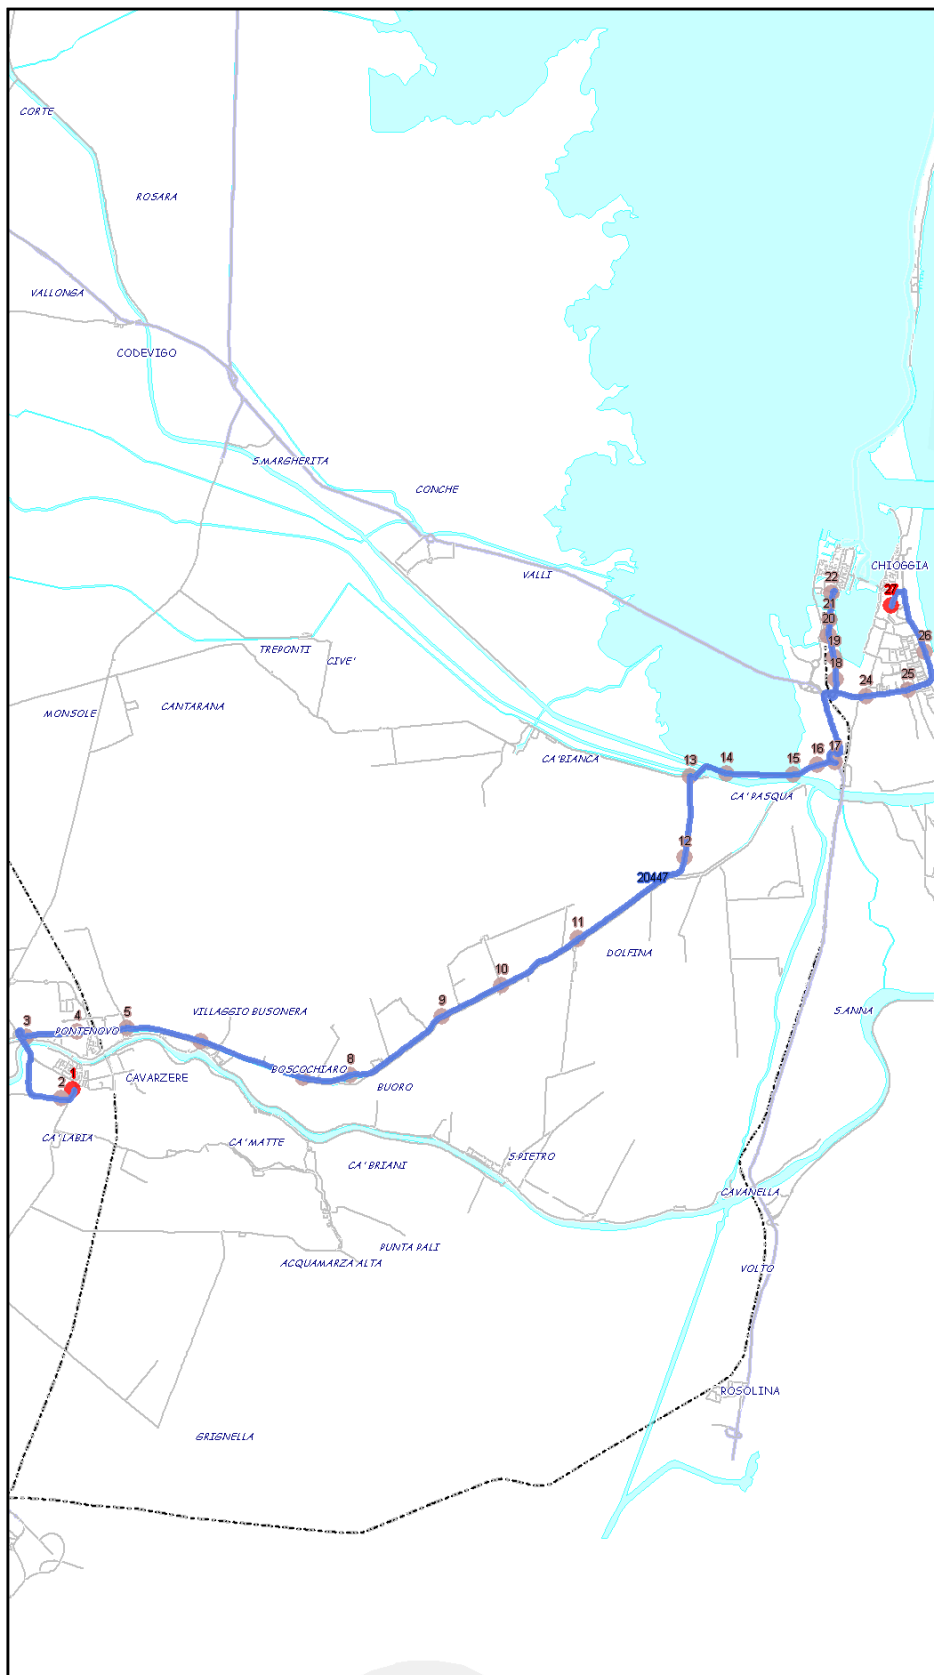 CORTE
ROSARA
VALLONGA
CODEVIGO
S.MARGHERITA
CONCHE
VALLI
CHIOGGIA
22
27
21
20
19
18
26
25
24
TREPONTI
CIVE'
CANTARANA
MONSOLE
CA'BIANCA
13
14
15
16
17
CA'PASQUA
12
20447
11
DOLFINA
10
9
S.ANNA
VILLAGGIO BUSONERA
3
4
5
PONTENOVO
BOSCOCHIARO
8
BUORO
CAVARZERE
1
2
CA'LABIA
CA'MATTE
CA'BRIANI
S.PIETRO
CAVANELLA
PUNTA PALI
ACQUAMARZA ALTA
VOLTO
ROSOLINA
GRIGNELLA